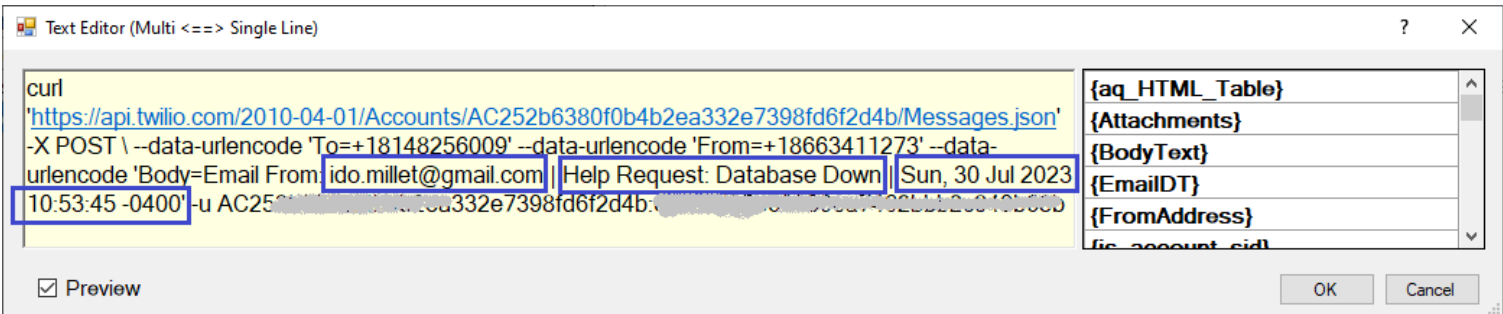 Text Editor (Multi <==> Single Line)
?
curl
'https://api.twilio.com/2010-04-01/Accounts/AC252b6380f0b4b2ea332e7398fd6f2d4b/Messages.json'
-X POST \ --data-urlencode 'To=+18148256009' --data-urlencode 'From=+18663411273' --data-
urlencode 'Body=Email From: ido.millet@gmail.com | Help Request: Database Down | Sun, 30 Jul 2023
10:53:45 -0400' -u
{aq_HTML_Table}
{Attachments}
{BodyText}
{EmailDT}
{FromAddress}
{is_account_sid}
Preview
OK
Cancel